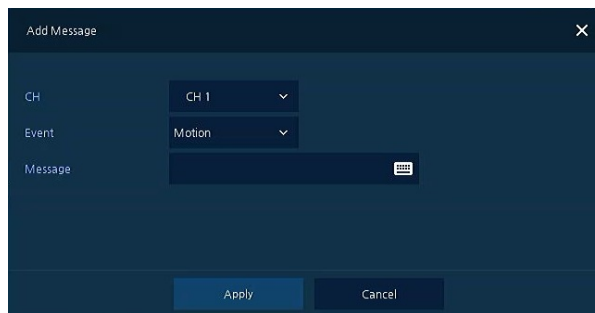 Add Message
CH CH 1
Event Motion
Message
Apply Cancel